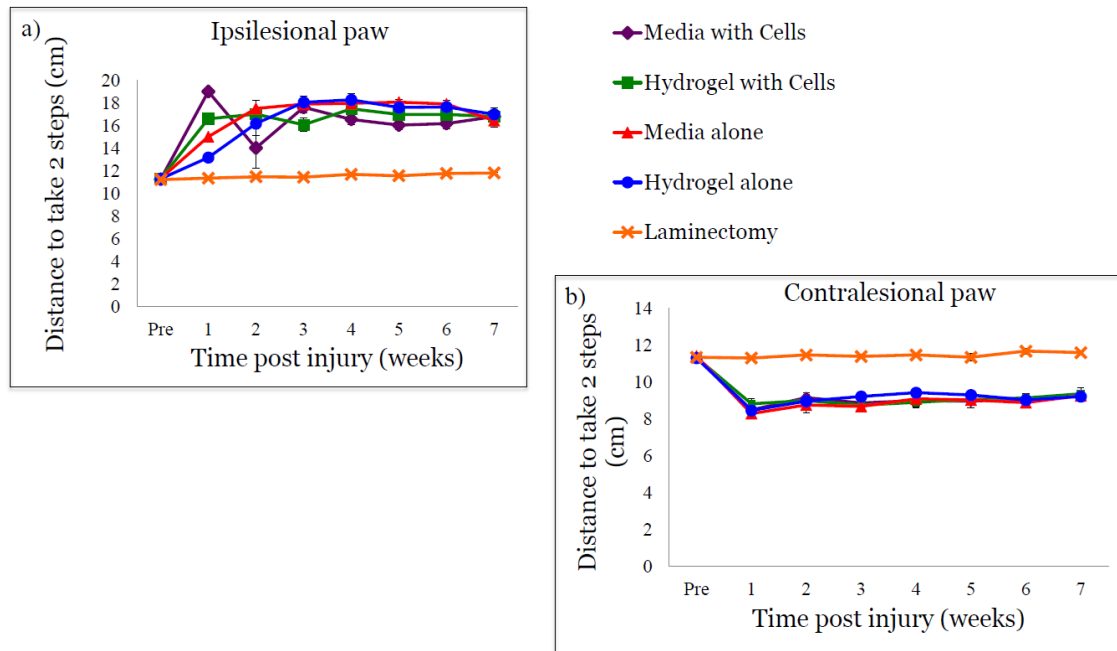 a)
Ipsilesional paw
Distance to take 2 steps (cm)
20
18
16
14
12
10
8
6
4
2
0
Pre 1 2 3 4 5 6 7
Time post injury (weeks)
Media with Cells
Hydrogel with Cells
Media alone
Hydrogel alone
Laminectomy
b)
Contralesional paw
Distance to take 2 steps
(cm)
14
12
10
8
6
4
2
0
Pre 1 2 3 4 5 6 7
Time post injury (weeks)